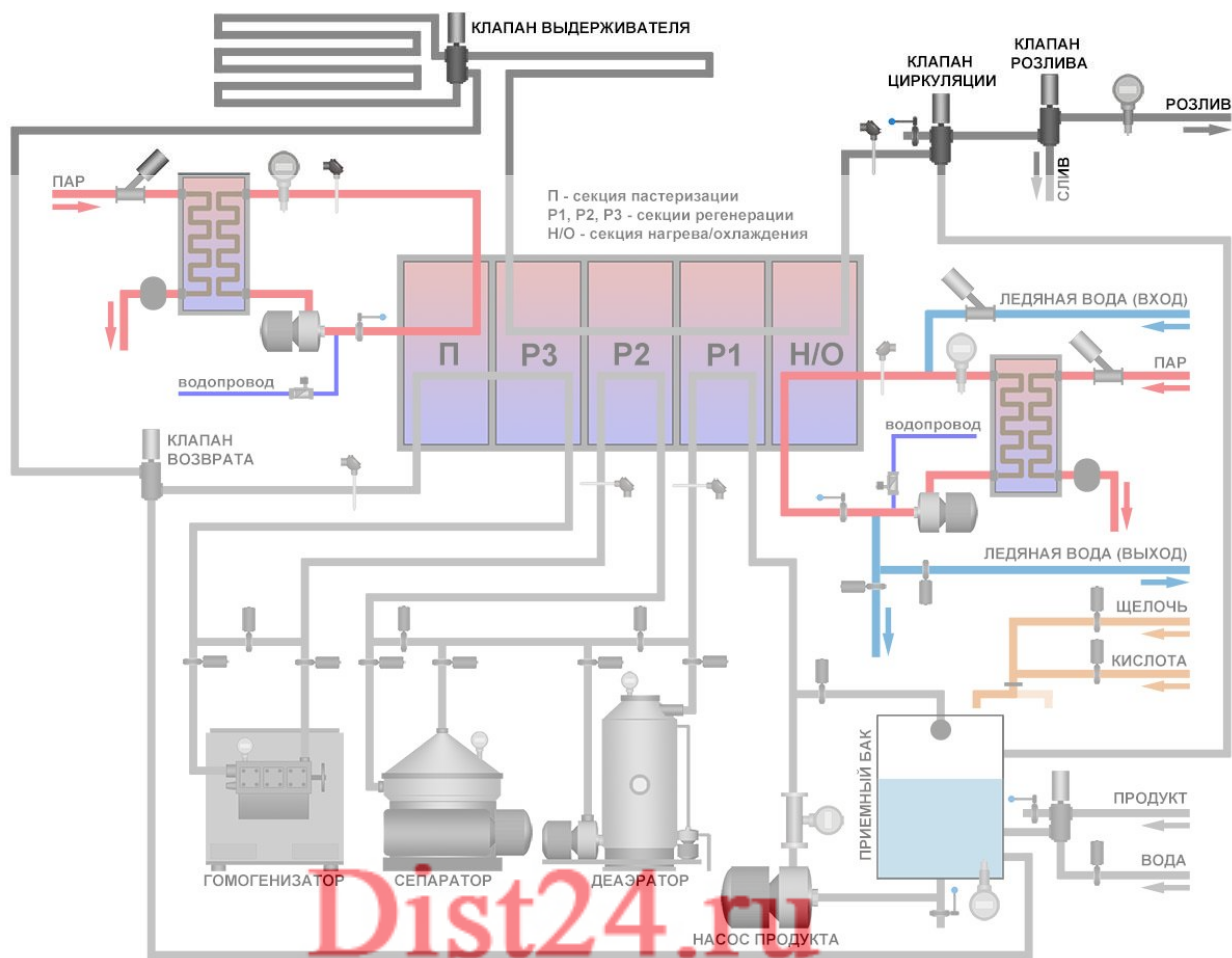 КЛАПАН ВЫДЕРЖИВАТЕЛЯ
КЛАПАН
РОЗЛИВА
КЛАПАН
ЦИРКУЛЯЦИИ
РОЗЛИВ
СЛИВ
ПАР
П - секция пастеризации
Р1, Р2, Р3 - секции регенерации
Н/О - секция нагрева/охлаждения
ЛЕДЯНАЯ ВОДА (ВХОД)
П Р3 Р2 Р1 Н/О
ПАР
водопровод
водопровод
КЛАПАН
ВОЗВРАТА
ЛЕДЯНАЯ ВОДА (ВЫХОД)
ЩЕЛОЧЬ
КИСЛОТА
ПРИЕМНЫЙ БАК
ПРОДУКТ
ВОДА
ГОМОГЕНИЗАТОР
СЕПАРАТОР
ДЕАЭРАТОР
НАСОС ПРОДУКТА
Dist24.ru